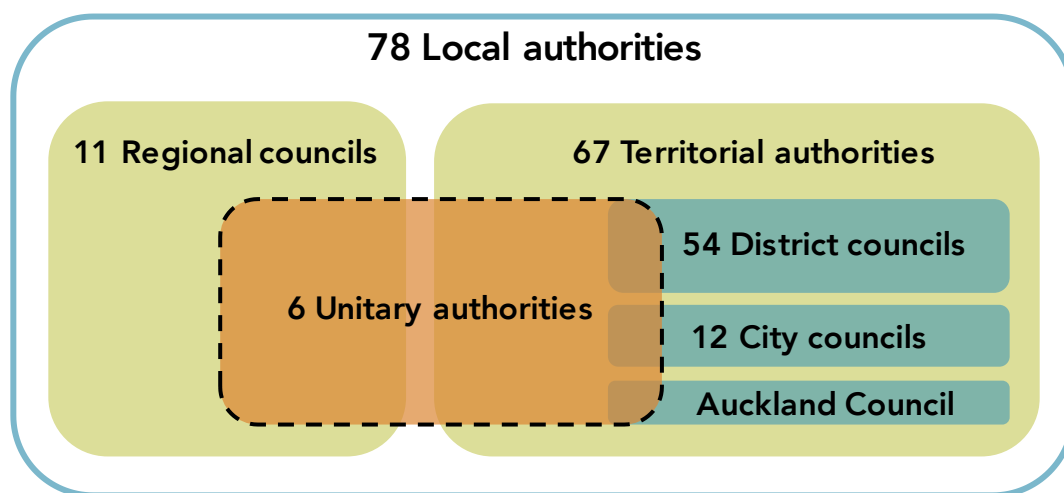 78 Local authorities
11 Regional councils
67 Territorial authorities
54 District councils
6 Unitary authorities
12 City councils
Auckland Council